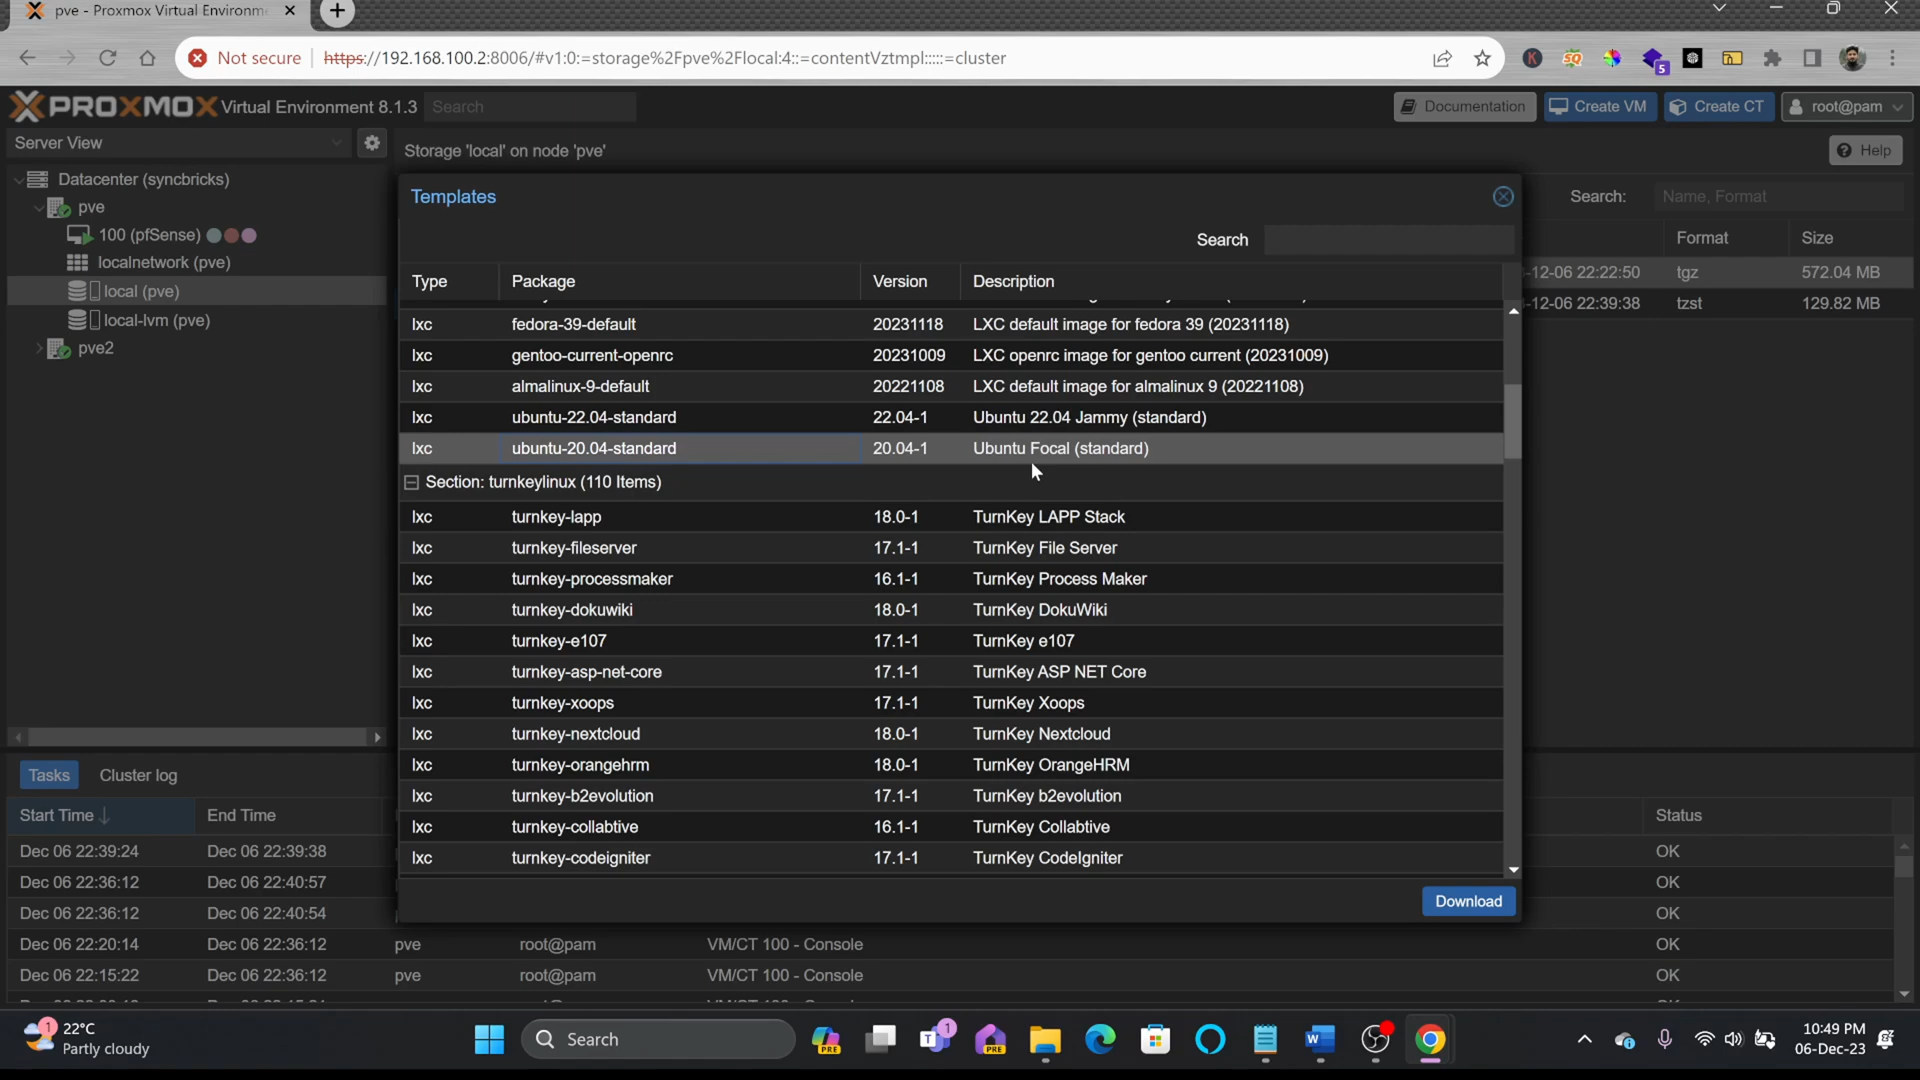 pve - Proxmox Virtual Environm
Not secure https://192.168.100.2:8006/#v1:0:=storage%2Fpve%2Flocal:4::=contentVztmpl:::::=cluster
5
PROXMOX Virtual Environment 8.1.3 Search Documentation Create VM Create CT root@pam
Server View
Storage 'local' on node 'pve' Help
Datacenter (syncbricks)
pve
100 (pfSense)
localnetwork (pve)
local (pve)
local-lvm (pve)
pve2
Search: Name, Format
Format Size
-12-06 22:22:50 tgz 572.04 MB
-12-06 22:39:38 tzst 129.82 MB
Templates
Search
Type Package Version Description
lxc fedora-39-default 20231118 LXC default image for fedora 39 (20231118)
lxc gentoo-current-openrc 20231009 LXC openrc image for gentoo current (20231009)
lxc almalinux-9-default 20221108 LXC default image for almalinux 9 (20221108)
lxc ubuntu-22.04-standard 22.04-1 Ubuntu 22.04 Jammy (standard)
lxc ubuntu-20.04-standard 20.04-1 Ubuntu Focal (standard)
Section: turnkeylinux (110 Items)
lxc turnkey-lapp 18.0-1 TurnKey LAPP Stack
lxc turnkey-fileserver 17.1-1 TurnKey File Server
lxc turnkey-processmaker 16.1-1 TurnKey Process Maker
lxc turnkey-dokuwiki 18.0-1 TurnKey DokuWiki
lxc turnkey-e107 17.1-1 TurnKey e107
lxc turnkey-asp-net-core 17.1-1 TurnKey ASP NET Core
lxc turnkey-xoops 17.1-1 TurnKey Xoops
lxc turnkey-nextcloud 18.0-1 TurnKey Nextcloud
lxc turnkey-orangehrm 18.0-1 TurnKey OrangeHRM
lxc turnkey-b2evolution 17.1-1 TurnKey b2evolution
lxc turnkey-collabtive 16.1-1 TurnKey Collabtive
lxc turnkey-codeigniter 17.1-1 TurnKey CodeIgniter
Download
Tasks Cluster log
Start Time End Time Status
Dec 06 22:39:24 Dec 06 22:39:38 OK
Dec 06 22:36:12 Dec 06 22:40:57 OK
Dec 06 22:36:12 Dec 06 22:40:54 OK
Dec 06 22:20:14 Dec 06 22:36:12 pve root@pam VM/CT 100 - Console OK
Dec 06 22:15:22 Dec 06 22:36:12 pve root@pam VM/CT 100 - Console OK
1 22°C
Partly cloudy
Search
PRE
1
PRE
10:49 PM
06-Dec-23